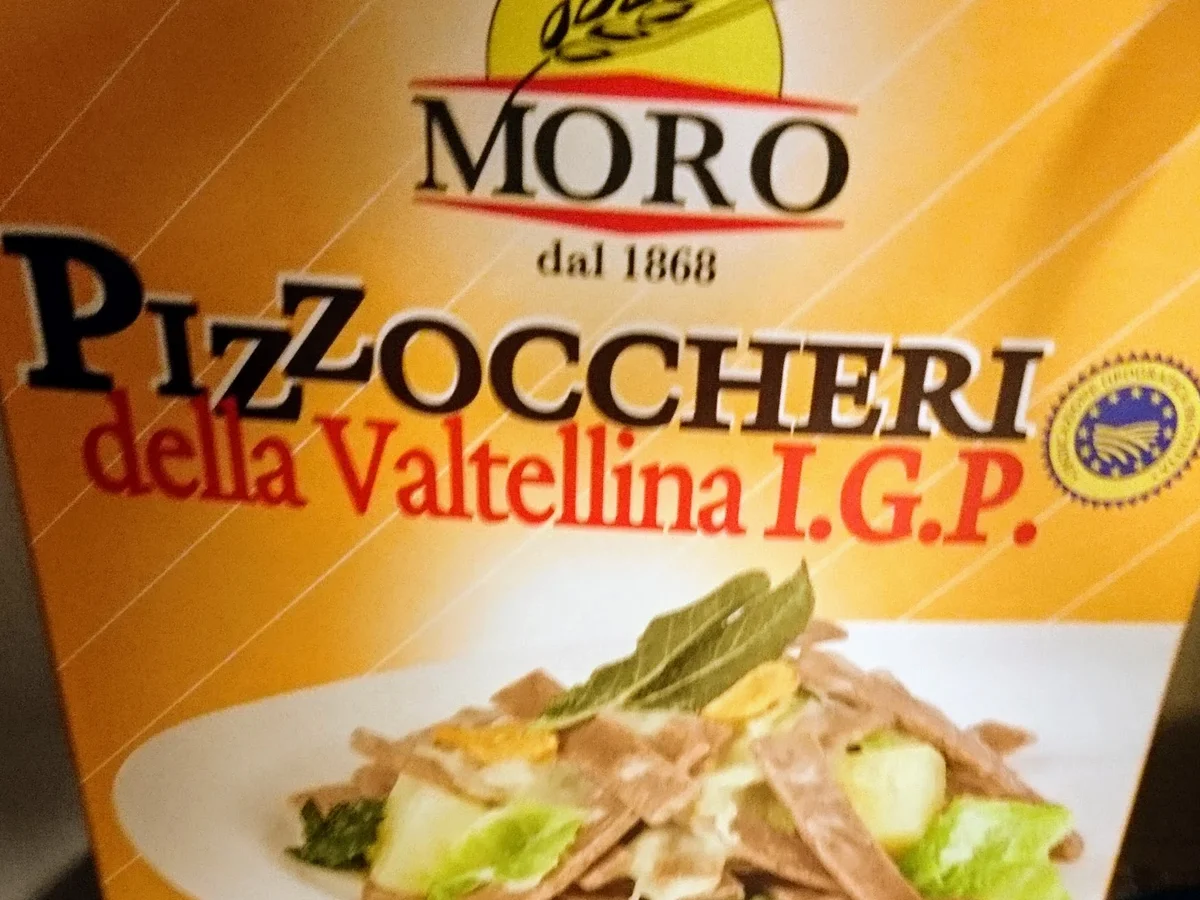 MORO
dal 1868
PIZZOCCHERI
della Valtellina I.G.P.